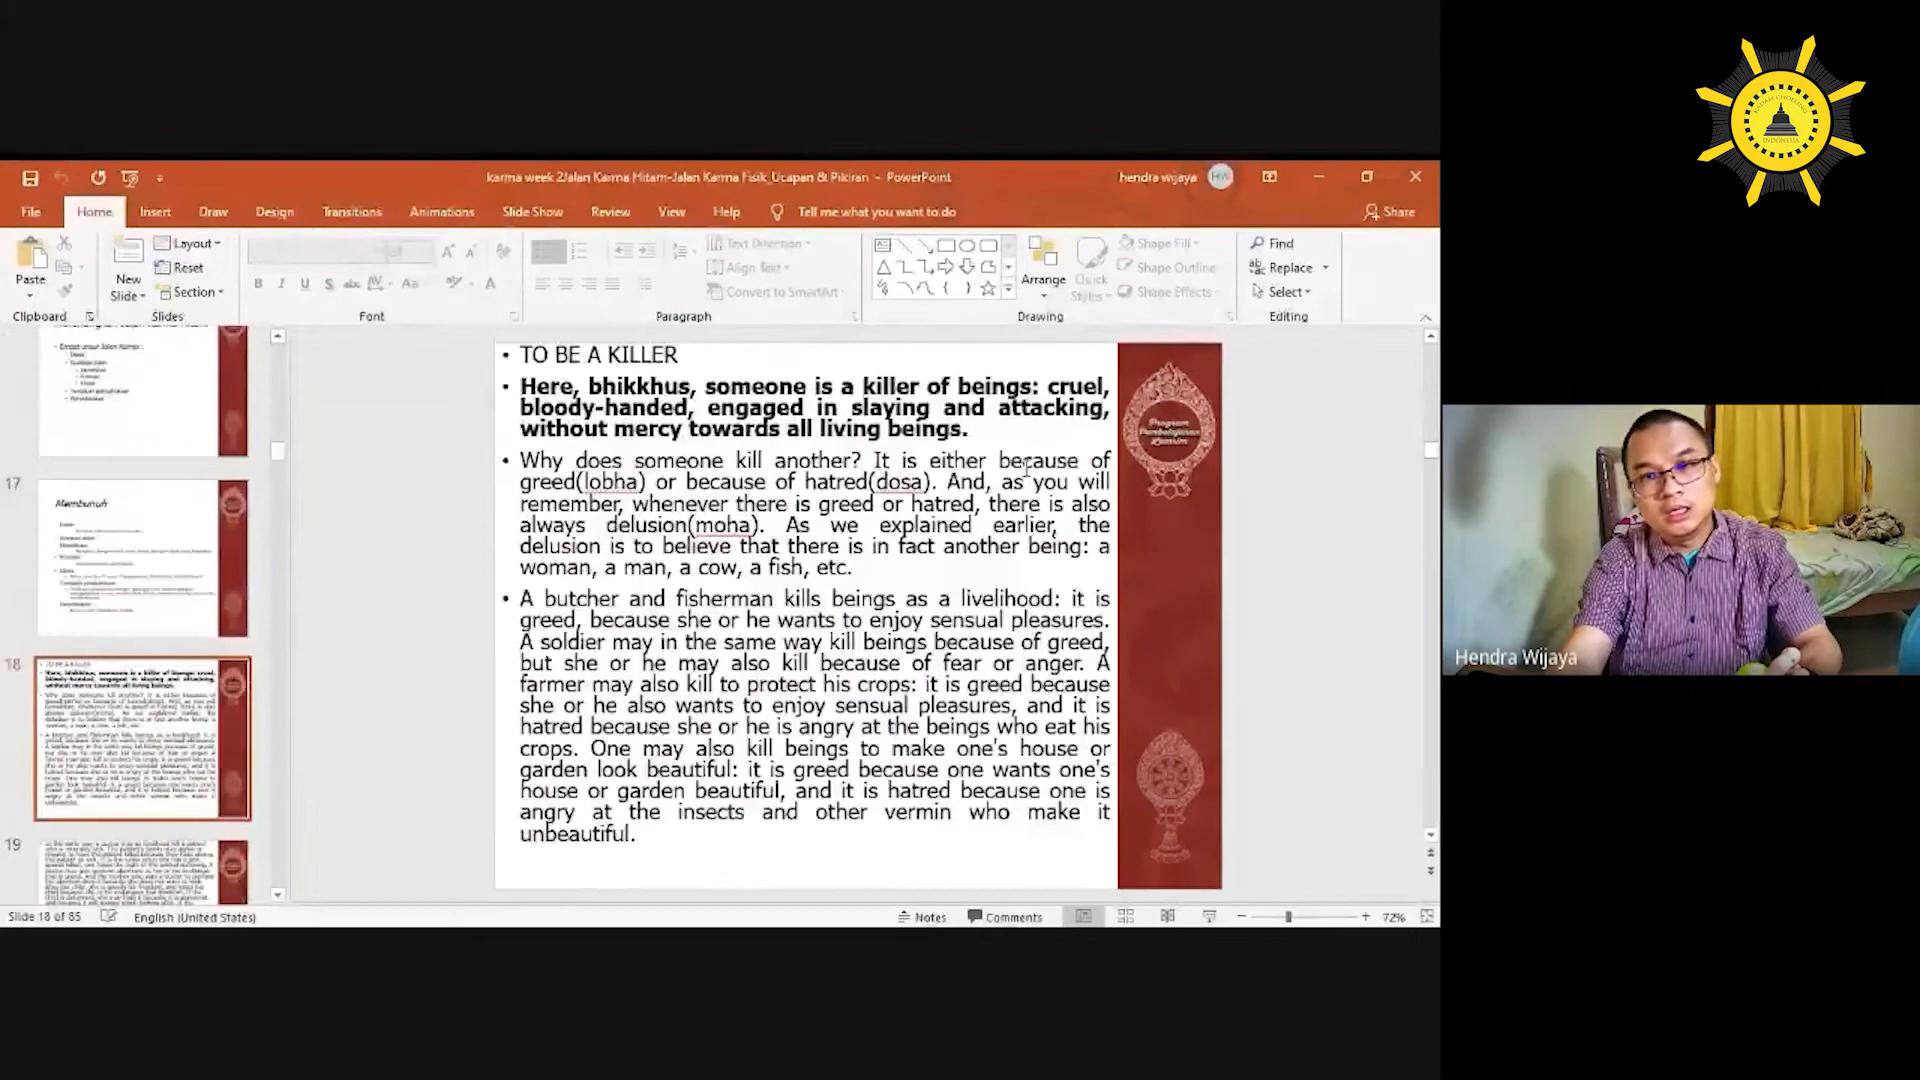 KADAM CHOELING
INDONESIA
karma week 2Jalan Karma Hitam-Jalan Karma Fisik_Ucapan & Pikiran - PowerPoint
hendra wijaya
HW
File Home Insert Draw Design Transitions Animations Slide Show Review View Help Tell me what you want to do Share
Paste
Clipboard
New
Slide
Layout
Reset
Section
Slides
B I U S abc AV Aa A
Font
Text Direction
Align Text
Convert to SmartArt
Paragraph
Arrange
Quick
Styles
Shape Fill
Shape Outline
Shape Effects
Drawing
Find
Replace
Select
Editing
17
Membunuh
18
19
• TO BE A KILLER
• Here, bhikkhus, someone is a killer of beings: cruel,
bloody-handed, engaged in slaying and attacking,
without mercy towards all living beings.
• Why does someone kill another? It is either because of
greed(lobha) or because of hatred(dosa). And, as you will
remember, whenever there is greed or hatred, there is also
always delusion(moha). As we explained earlier, the
delusion is to believe that there is in fact another being: a
woman, a man, a cow, a fish, etc.
• A butcher and fisherman kills beings as a livelihood: it is
greed, because she or he wants to enjoy sensual pleasures.
A soldier may in the same way kill beings because of greed,
but she or he may also kill because of fear or anger. A
farmer may also kill to protect his crops: it is greed because
she or he also wants to enjoy sensual pleasures, and it is
hatred because she or he is angry at the beings who eat his
crops. One may also kill beings to make one's house or
garden look beautiful: it is greed because one wants one's
house or garden beautiful, and it is hatred because one is
angry at the insects and other vermin who make it
unbeautiful.
Program
Pembelajaran
Lamrim
Hendra Wijaya
Slide 18 of 85 English (United States) Notes Comments 72%